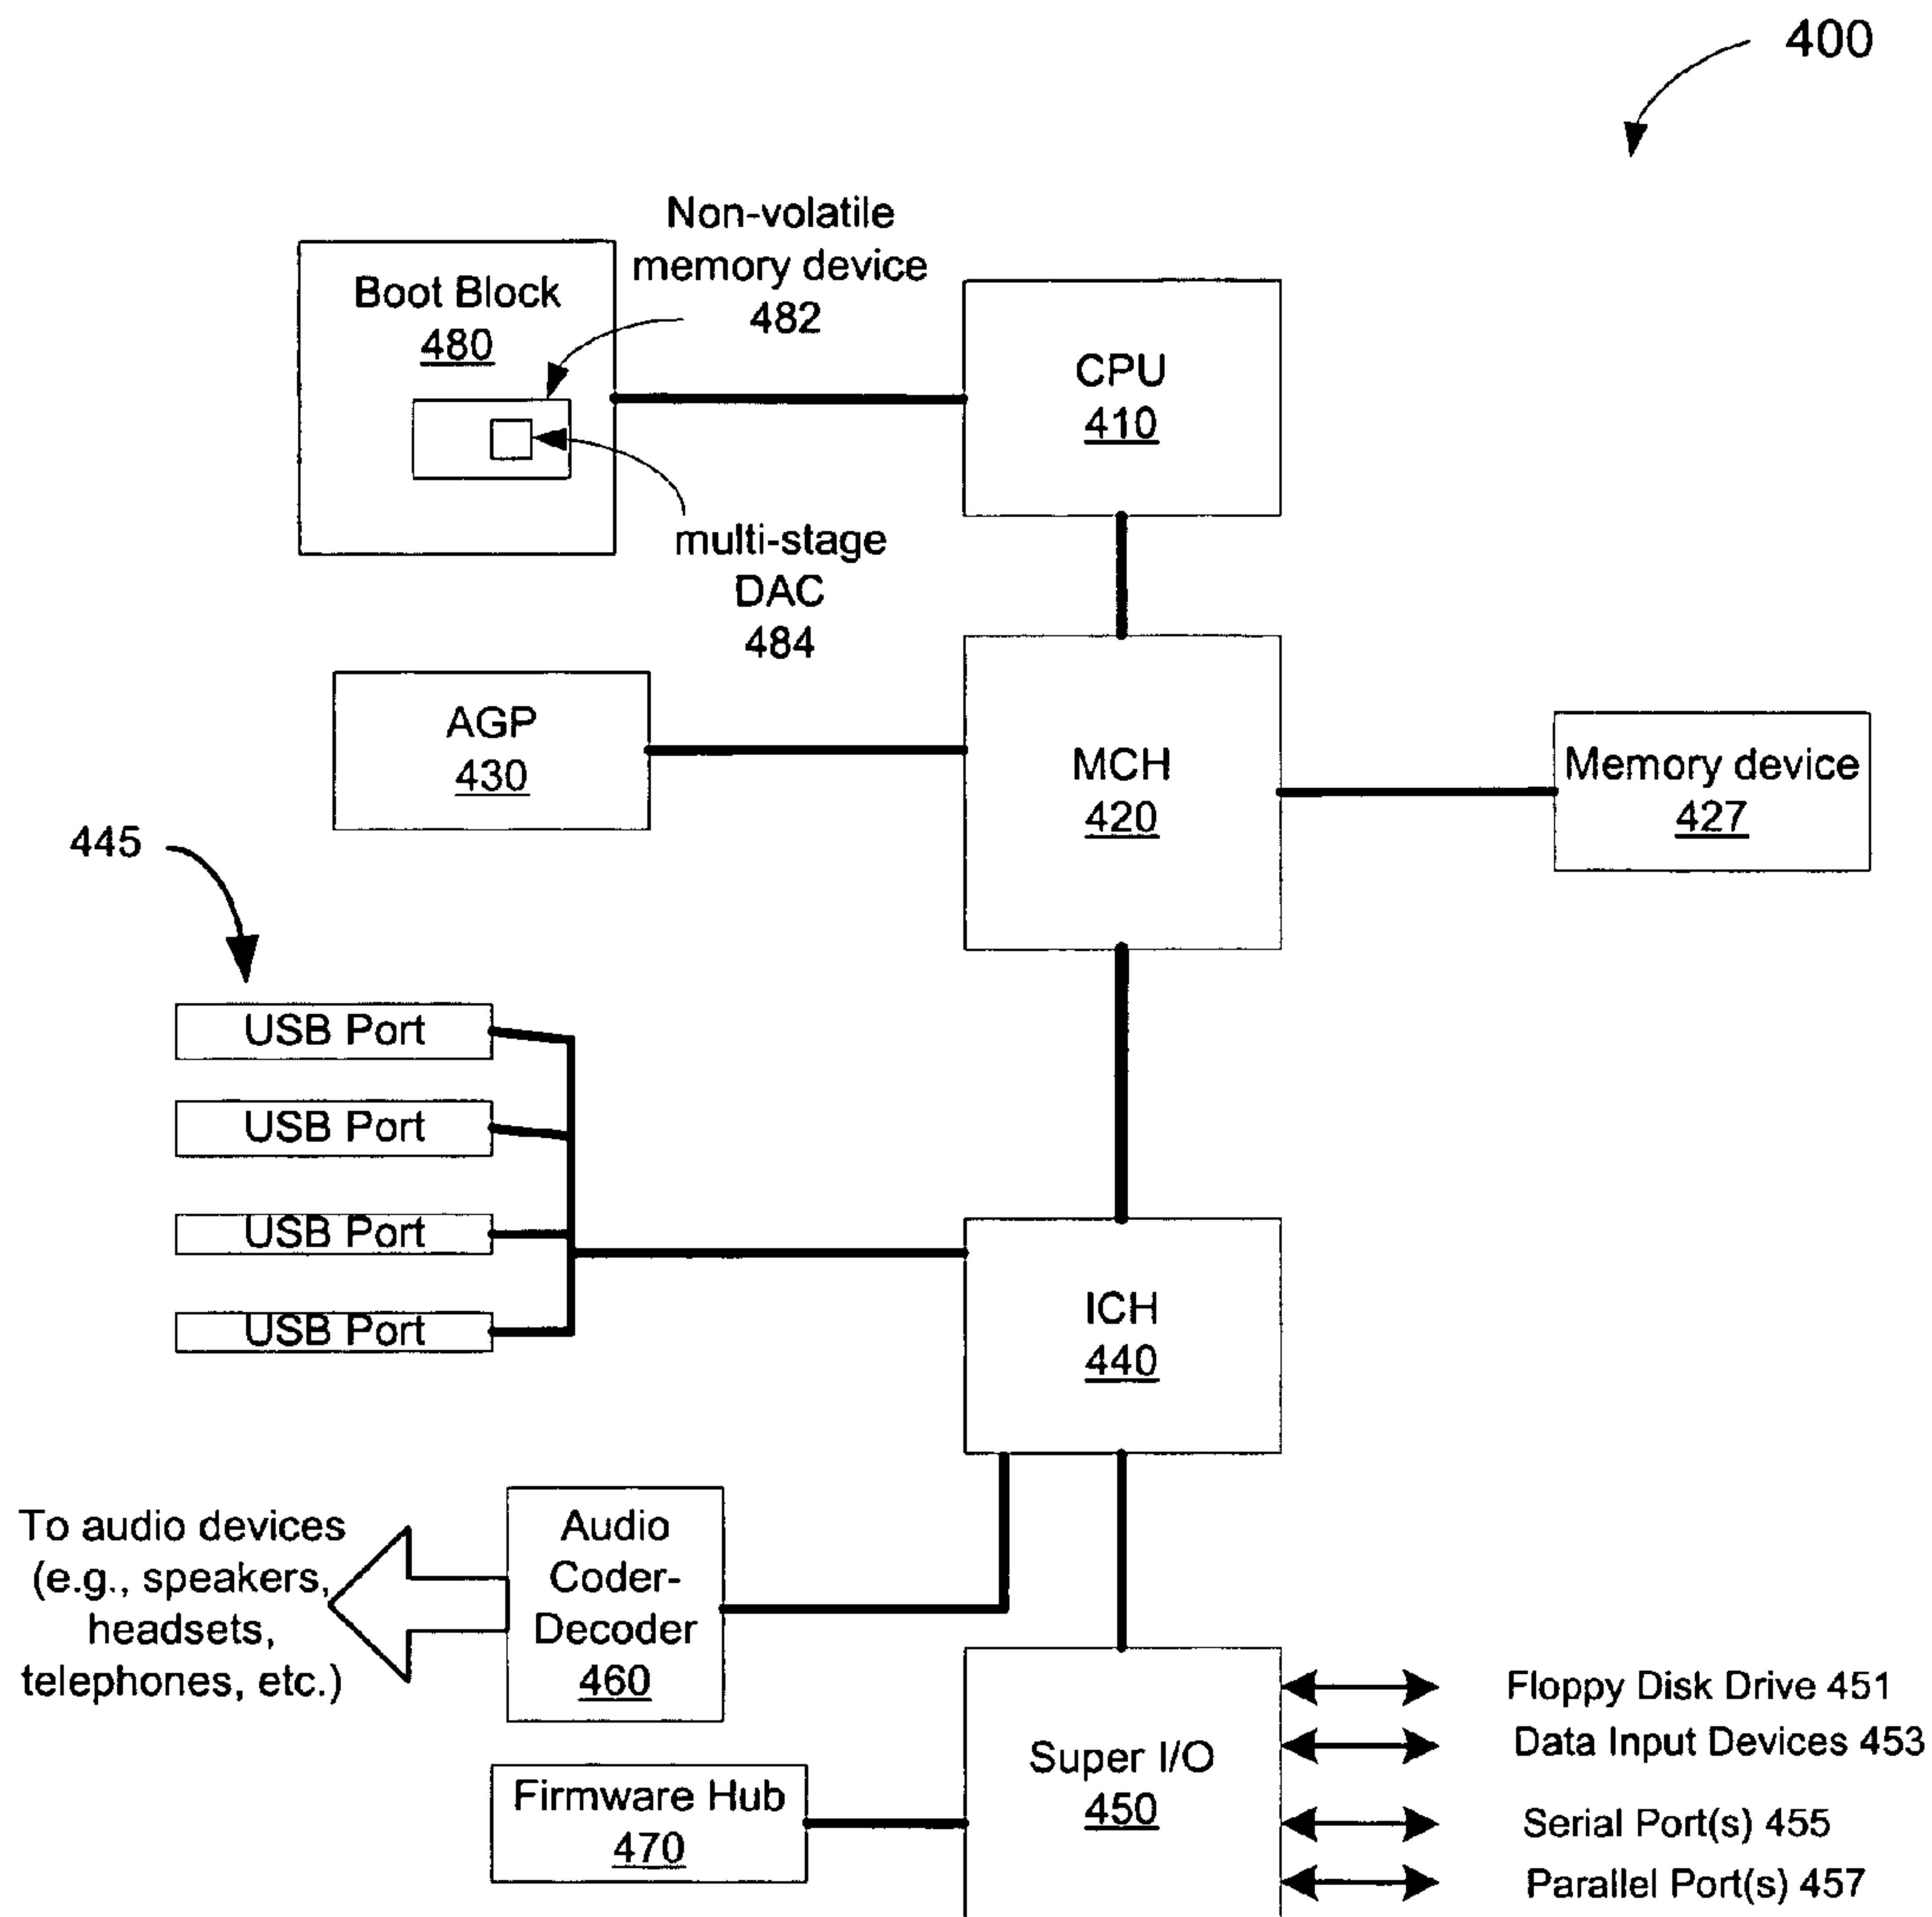 400
Non-volatile
memory device
482
Boot Block
480
CPU
410
multi-stage
DAC
484
AGP
430
MCH
420
Memory device
427
445
USB Port
USB Port
USB Port
USB Port
ICH
440
To audio devices
(e.g., speakers,
headsets,
telephones, etc.)
Audio
Coder-
Decoder
460
Super I/O
450
Floppy Disk Drive 451
Data Input Devices 453
Serial Port(s) 455
Parallel Port(s) 457
Firmware Hub
470